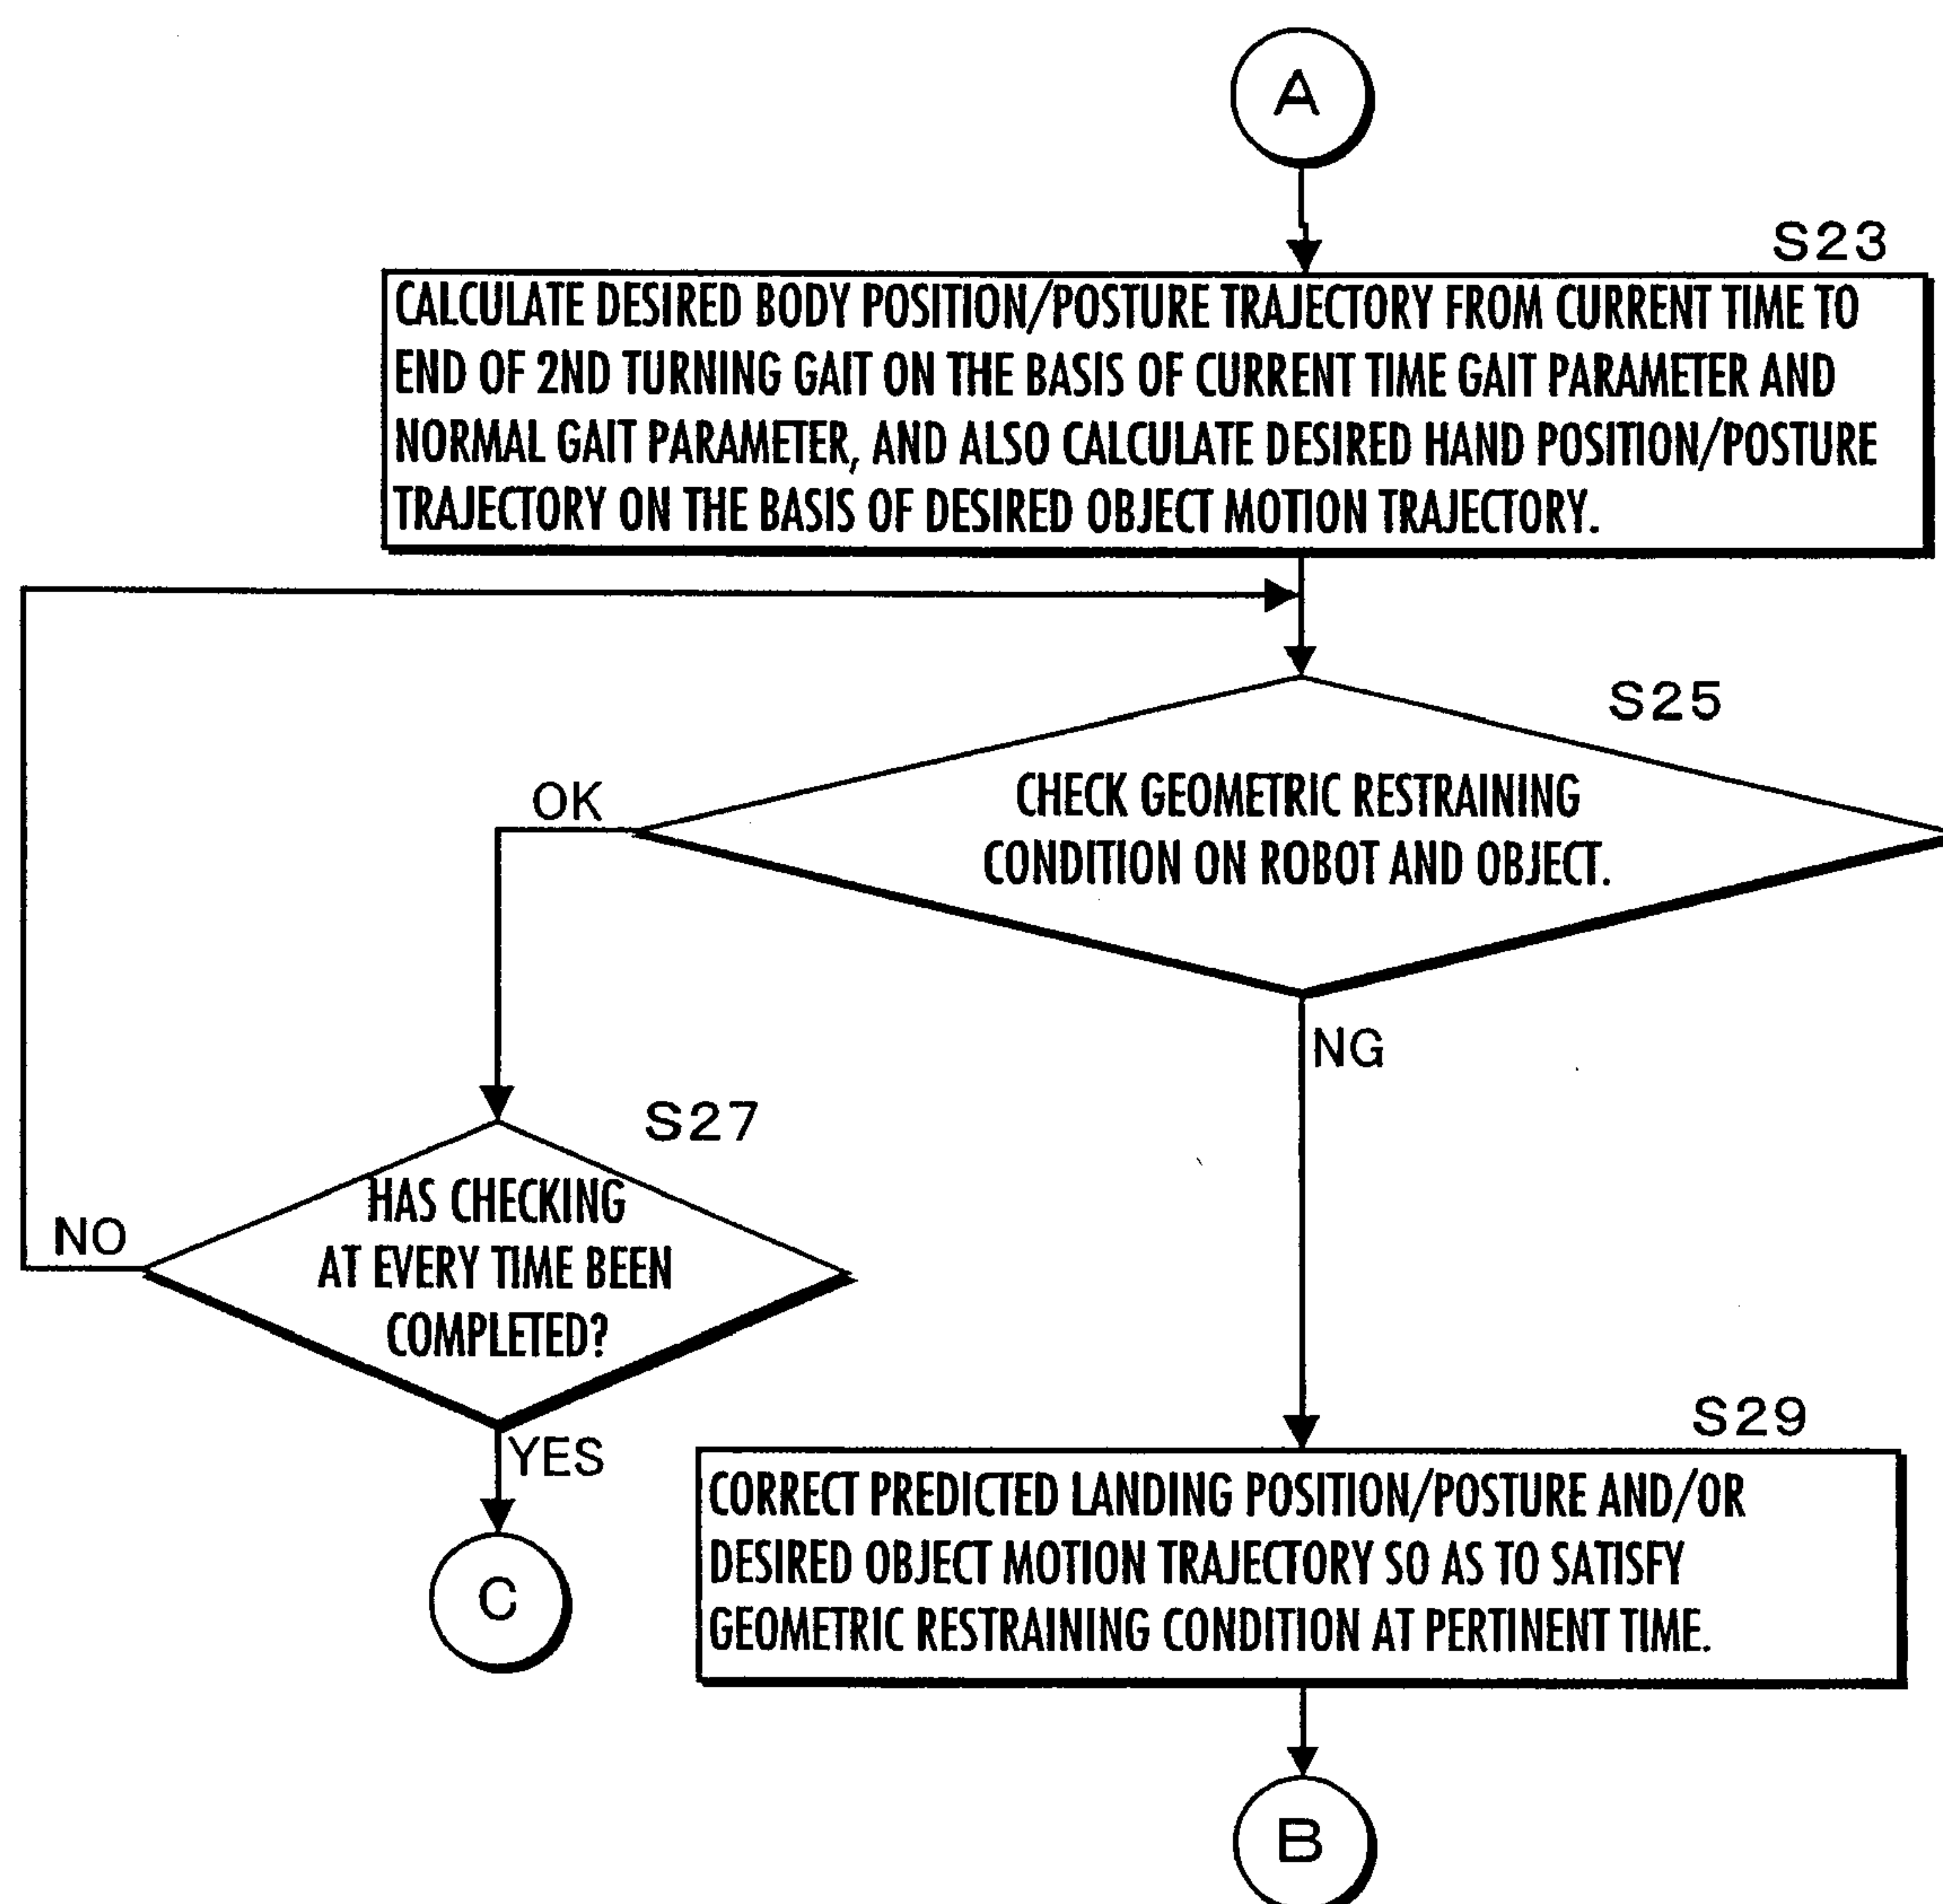 A
S23
CALCULATE DESIRED BODY POSITION/POSTURE TRAJECTORY FROM CURRENT TIME TO
END OF 2ND TURNING GAIT ON THE BASIS OF CURRENT TIME GAIT PARAMETER AND
NORMAL GAIT PARAMETER, AND ALSO CALCULATE DESIRED HAND POSITION/POSTURE
TRAJECTORY ON THE BASIS OF DESIRED OBJECT MOTION TRAJECTORY.
S25
OK
CHECK GEOMETRIC RESTRAINING
CONDITION ON ROBOT AND OBJECT.
NG
S27
HAS CHECKING
AT EVERY TIME BEEN
COMPLETED?
NO
YES
C
S29
CORRECT PREDICTED LANDING POSITION/POSTURE AND/OR
DESIRED OBJECT MOTION TRAJECTORY SO AS TO SATISFY
GEOMETRIC RESTRAINING CONDITION AT PERTINENT TIME.
B